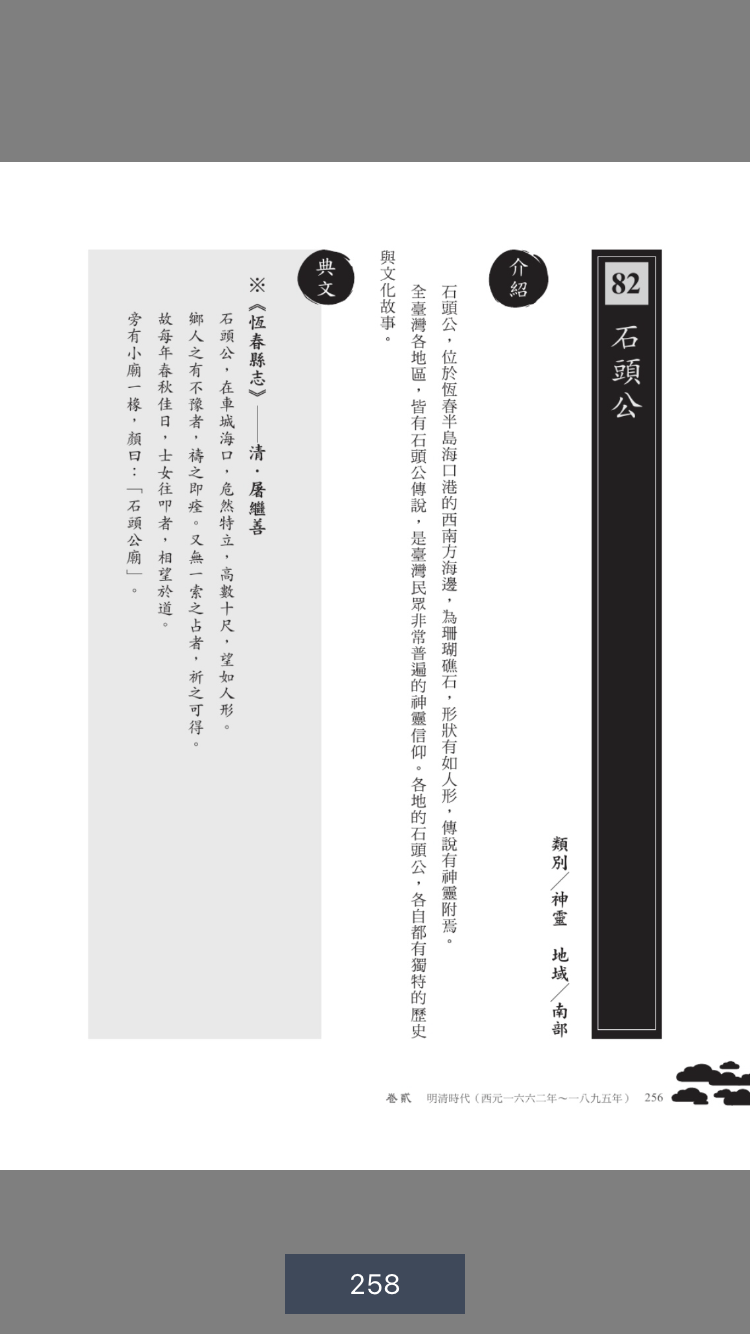 82
石頭公
類別／神靈　地域／南部
介紹
石頭公，位於恆春半島海口港的西南方海邊，為珊瑚礁石，形狀有如人形，傳說有神靈附焉。
全臺灣各地區，皆有石頭公傳說，是臺灣民眾非常普遍的神靈信仰。各地的石頭公，各自都有獨特的歷史
與文化故事。
典文
※《恆春縣志》——清．屠繼善
石頭公，在車城海口，危然特立，高數十尺，望如人形。
鄉人之有不豫者，禱之即痊。又無一索之占者，祈之可得。
故每年春秋佳日，士女往叩者，相望於道。
旁有小廟一椽，顏曰：「石頭公廟」。
卷貳　明清時代（西元一六六二年～一八九五年）　256
258